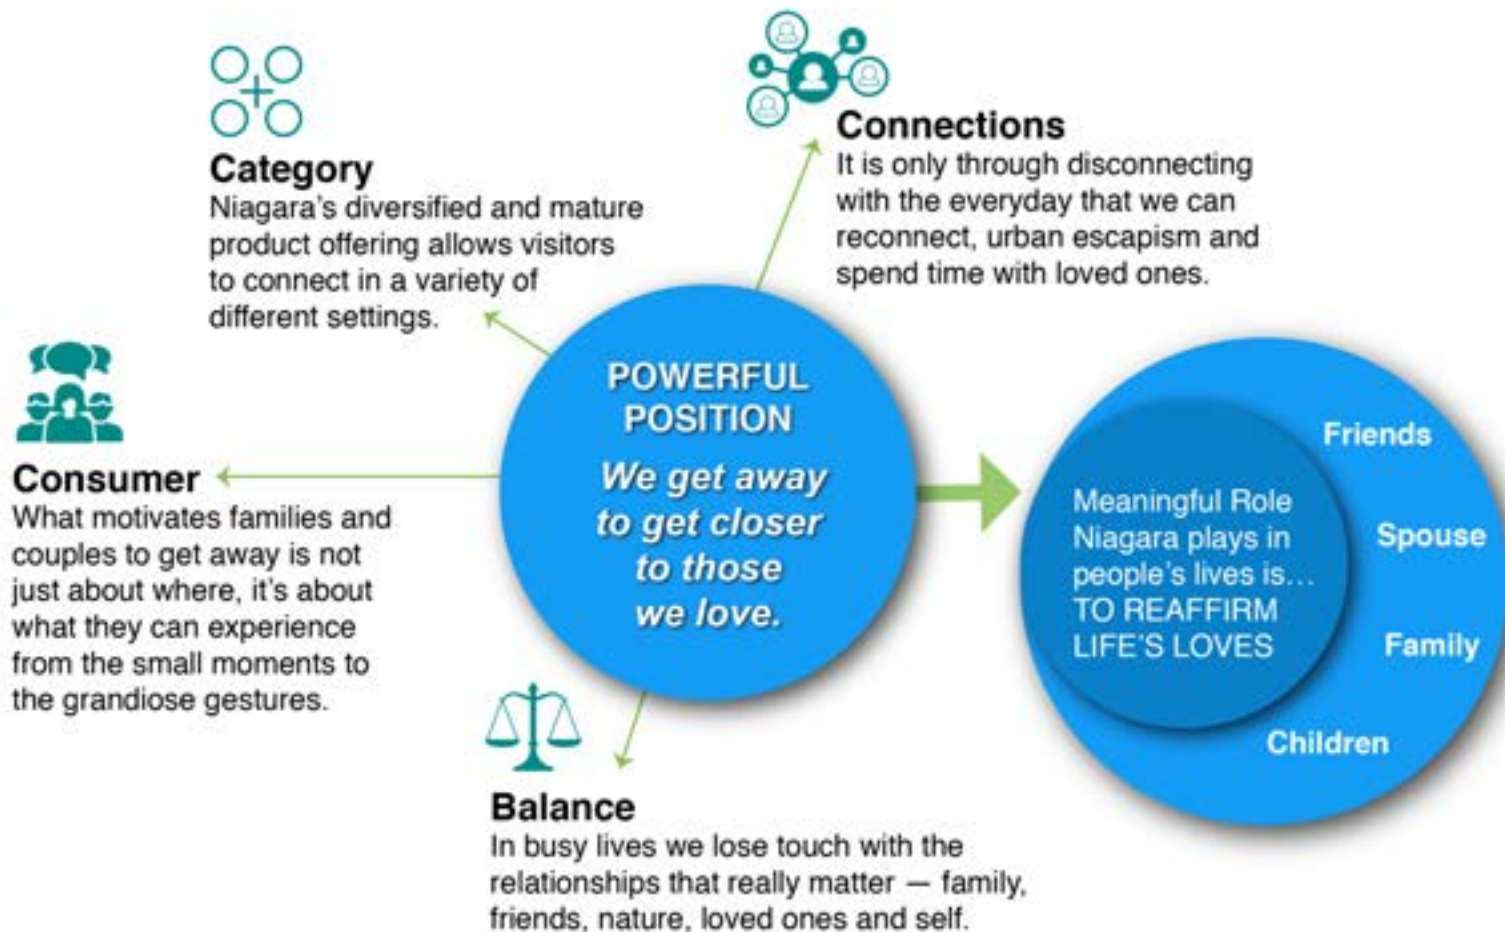 Category
Niagara's diversified and mature
product offering allows visitors
to connect in a variety of
different settings.
Connections
It is only through disconnecting
with the everyday that we can
reconnect, urban escapism and
spend time with loved ones.
Consumer
What motivates families and
couples to get away is not
just about where, it's about
what they can experience
from the small moments to
the grandiose gestures.
POWERFUL
POSITION
We get away
to get closer
to those
we love.
Meaningful Role
Niagara plays in
people's lives is...
TO REAFFIRM
LIFE'S LOVES
Friends
Spouse
Family
Children
Balance
In busy lives we lose touch with the
relationships that really matter — family,
friends, nature, loved ones and self.